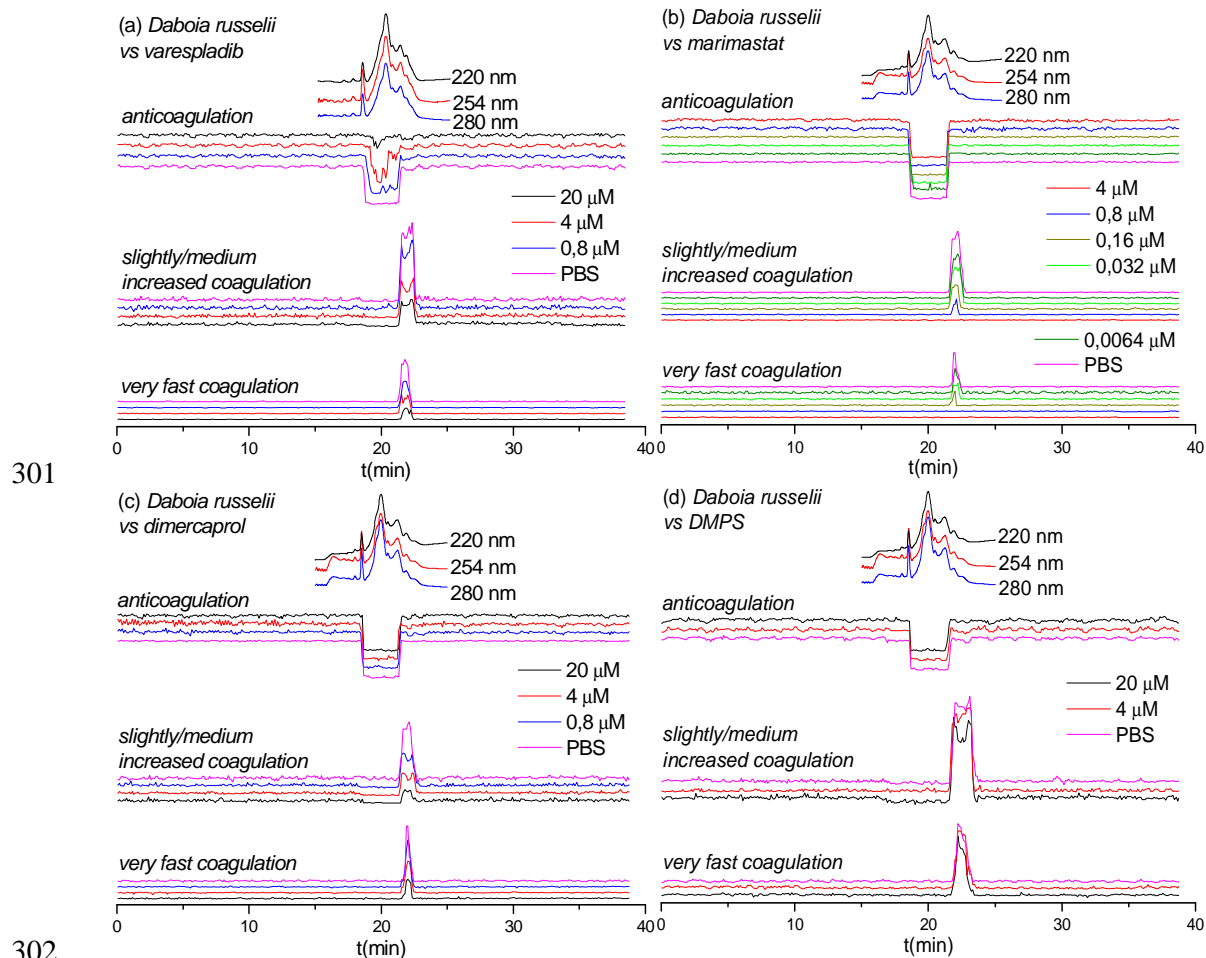 (a) Daboia russelii
vs varespladib
220 nm
254 nm
280 nm
anticoagulation
20 μM
4 μM
0,8 μM
PBS
slightly/medium
increased coagulation
very fast coagulation
0 10 20 30 40
t(min)
301
(b) Daboia russelii
vs marimastat
220 nm
254 nm
280 nm
anticoagulation
4 μM
0,8 μM
0,16 μM
0,032 μM
slightly/medium
increased coagulation
0,0064 μM
PBS
very fast coagulation
0 10 20 30 40
t(min)
(c) Daboia russelii
vs dimercaprol
220 nm
254 nm
280 nm
anticoagulation
20 μM
4 μM
0,8 μM
PBS
slightly/medium
increased coagulation
very fast coagulation
0 10 20 30 40
t(min)
302
(d) Daboia russelii
vs DMPS
220 nm
254 nm
280 nm
anticoagulation
20 μM
4 μM
PBS
slightly/medium
increased coagulation
very fast coagulation
0 10 20 30 40
t(min)